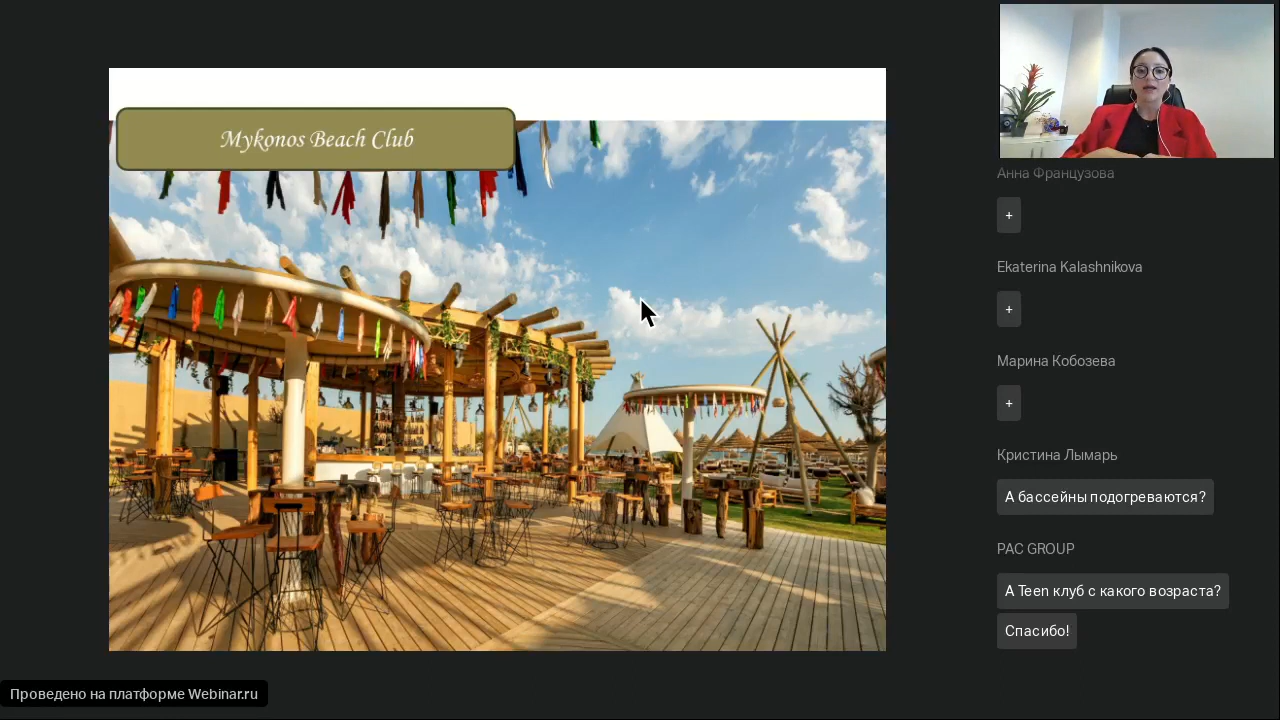 Mykonos Beach Club
Анна Французова
+
Ekaterina Kalashnikova
+
Марина Кобозева
+
Кристина Лымарь
А бассейны подогреваются?
PAC GROUP
А Teen клуб с какого возраста?
Спасибо!
Проведено на платформе Webinar.ru